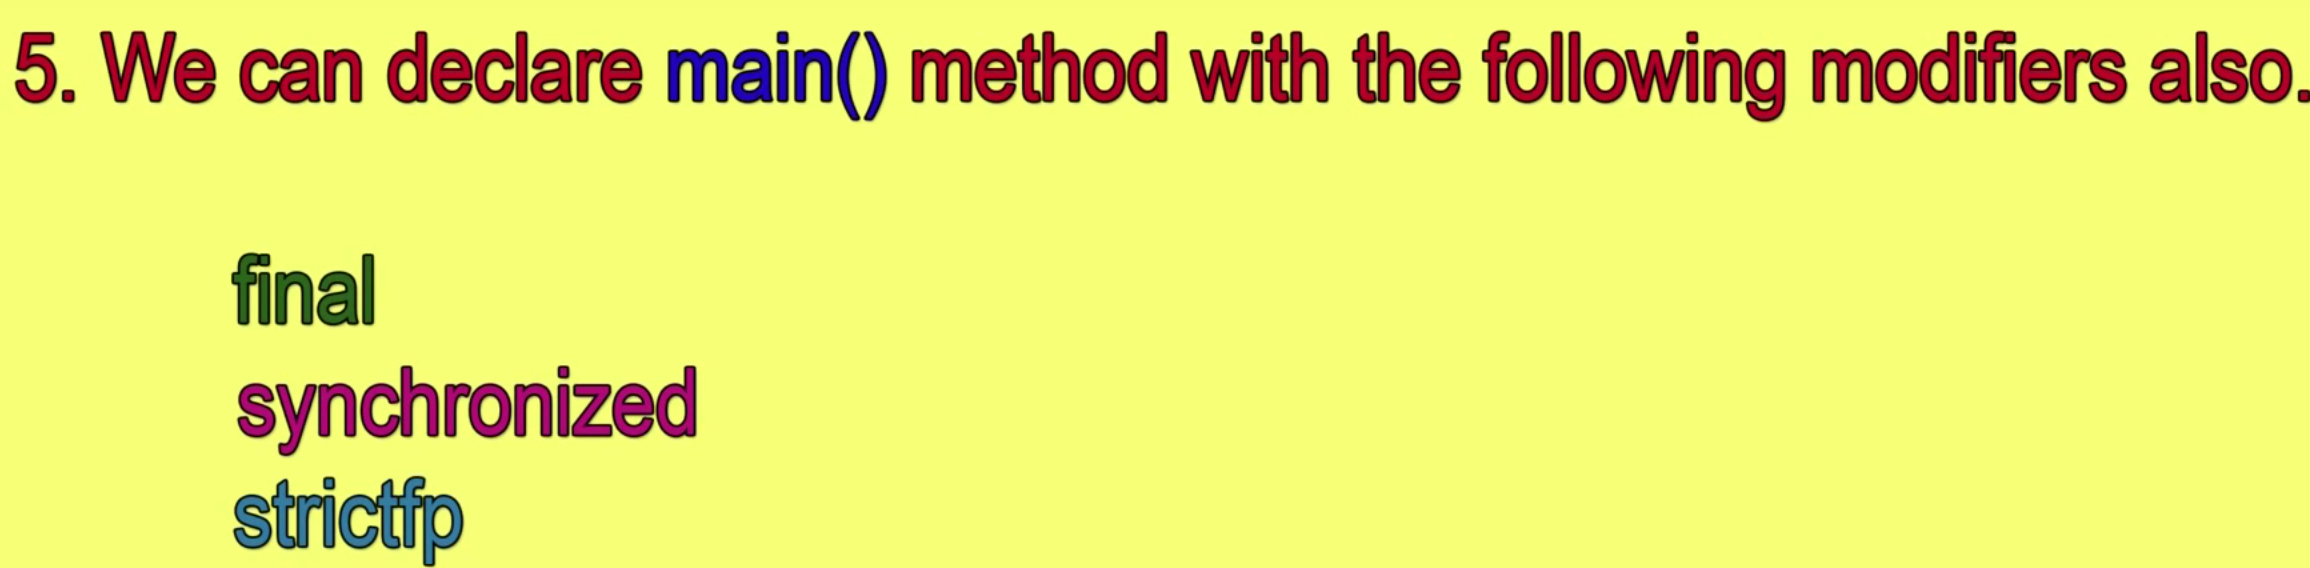 5. We can declare main() method with the following modifiers also.
final
synchronized
strictfp